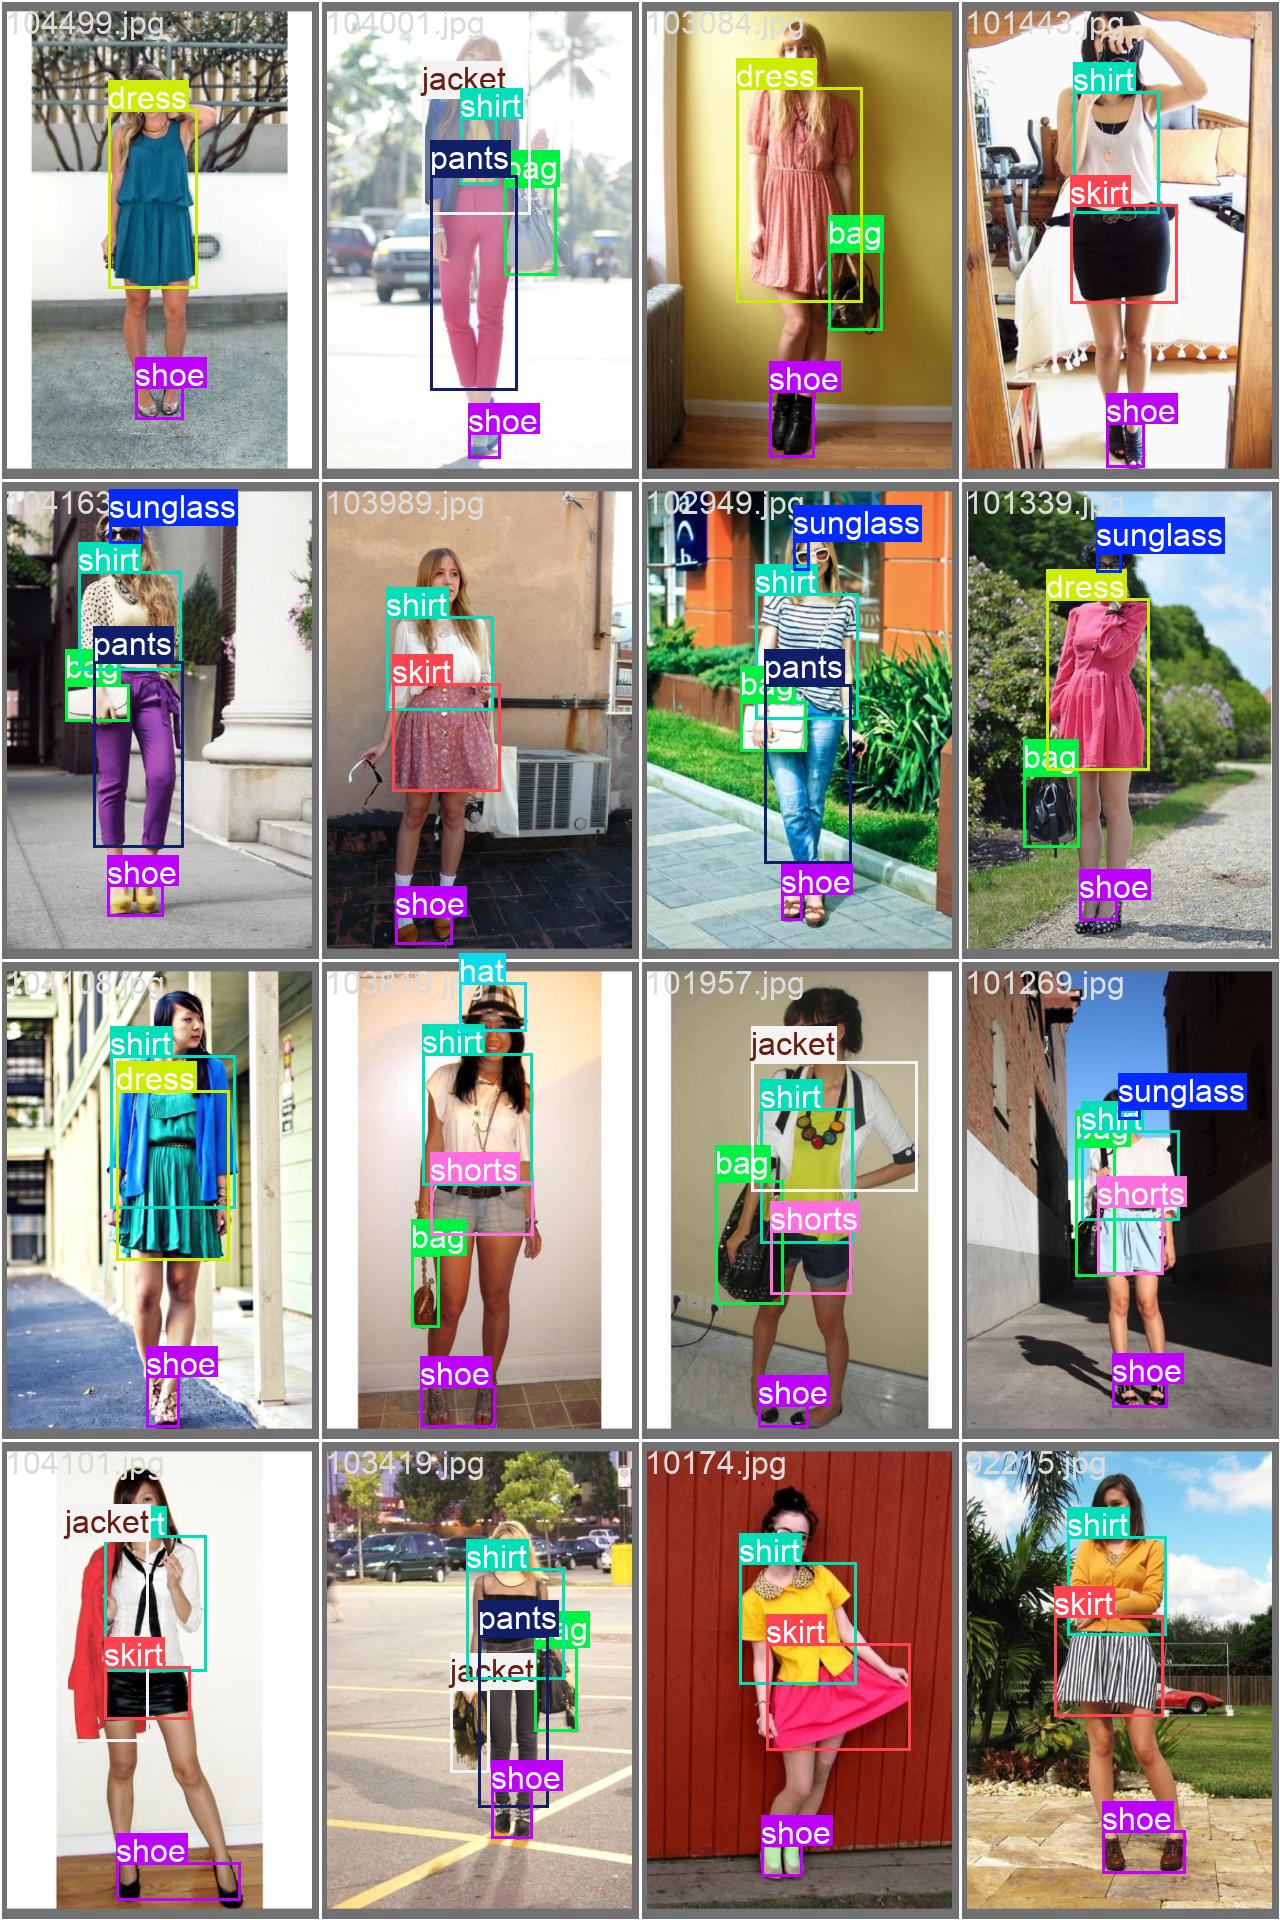 104499.jpg
dress
shoe
104001.jpg
jacket
shirt
pants
bag
shoe
103084.jpg
dress
bag
shoe
101443.jpg
shirt
skirt
shoe
104163
sunglass
shirt
pants
bag
shoe
103989.jpg
shirt
skirt
shoe
102949.jpg
sunglass
shirt
pants
bag
shoe
101339.jpg
sunglass
dress
bag
shoe
104108.jpg
shirt
dress
shoe
103819.jpg
hat
shirt
shorts
bag
shoe
101957.jpg
jacket
shirt
bag
shorts
shoe
101269.jpg
sunglass
shirt
bag
shorts
shoe
104101.jpg
jacket
rt
skirt
shoe
103419.jpg
shirt
pants
bag
jacket
shoe
10174.jpg
shirt
skirt
shoe
92215.jpg
shirt
skirt
shoe